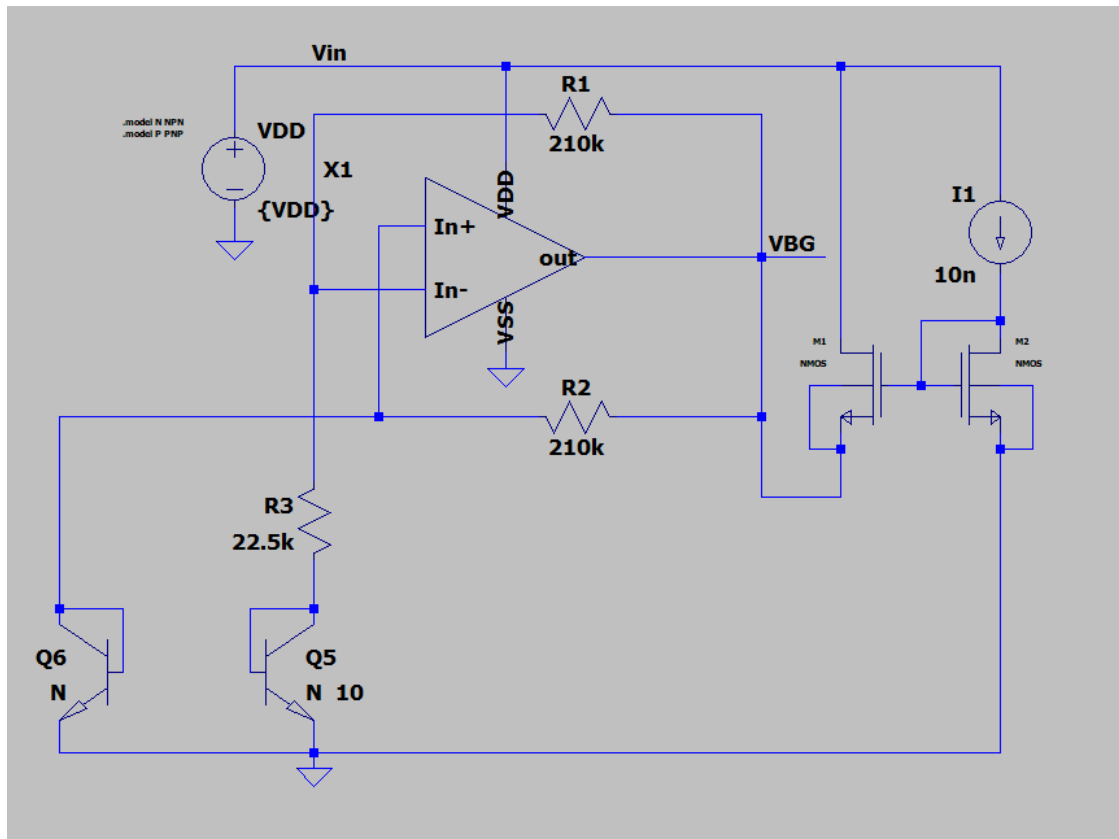 Vin
R1
210k
.model N NPN
.model P PNP
VDD
{VDD}
X1
VDD
In+
In-
out
VSS
VBG
I1
10n
M1
NMOS
M2
NMOS
R2
210k
R3
22.5k
Q6
N
Q5
N 10